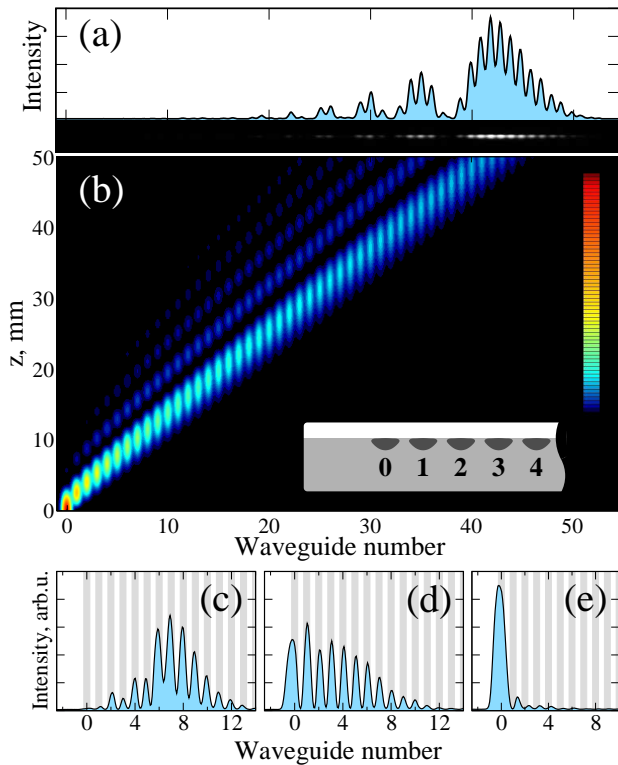 (a)
Intensity
50
(b)
40
30
20
10
0
z, mm
0 1 2 3 4
0 10 20 30 40 50
Waveguide number
(c) (d) (e)
Intensity, arb.u.
0 4 8 12 0 4 8 12 0 4 8
Waveguide number